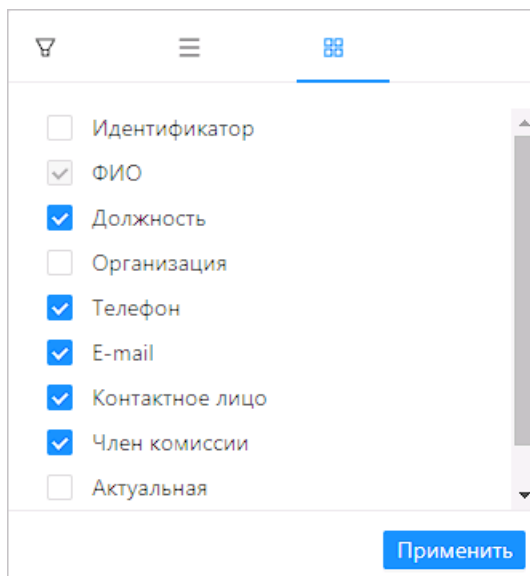 Идентификатор
ФИО
Должность
Организация
Телефон
E-mail
Контактное лицо
Член комиссии
Актуальная
Применить